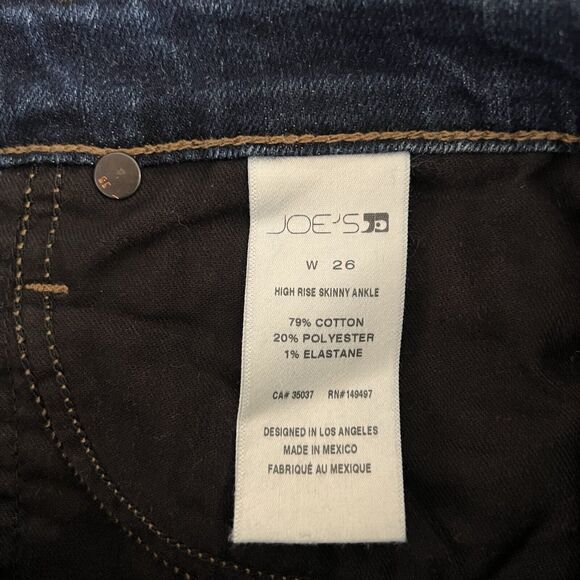 JOE'S
W 26
HIGH RISE SKINNY ANKLE
79% COTTON
20% POLYESTER
1% ELASTANE
CA# 35037 RN#149497
DESIGNED IN LOS ANGELES
MADE IN MEXICO
FABRIQUÉ AU MEXIQUE